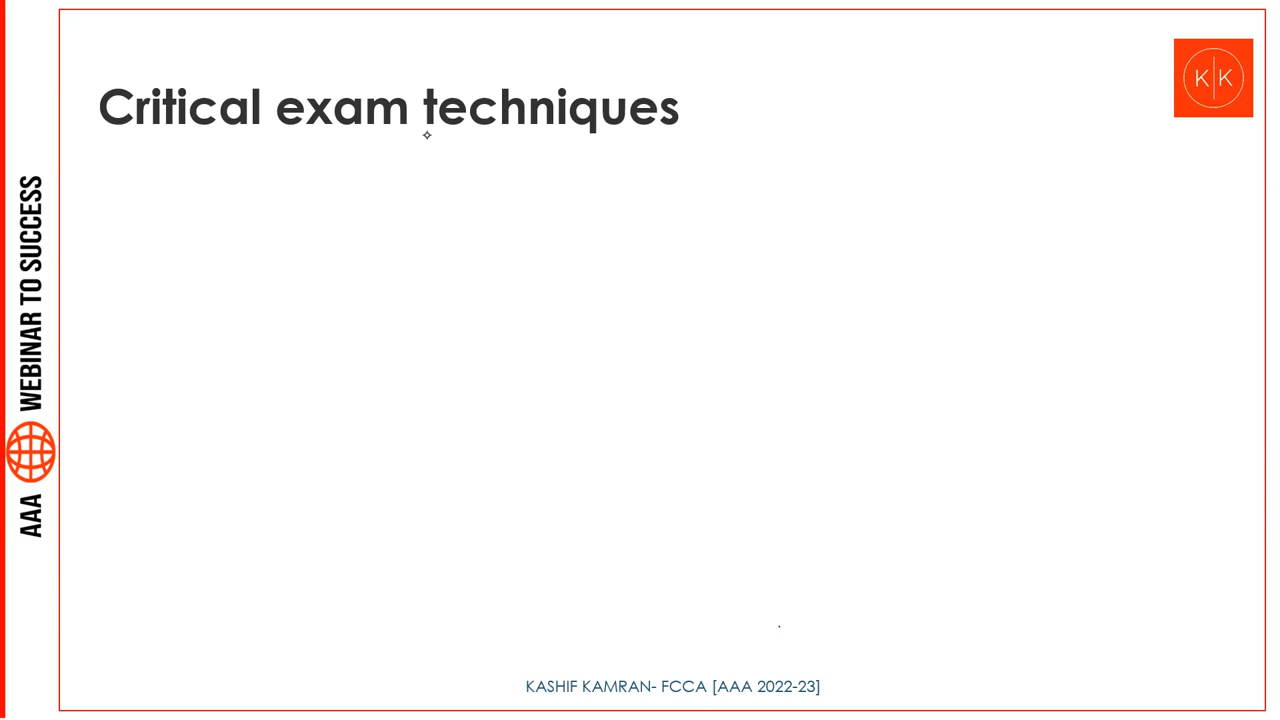 Critical exam techniques
K K
AAA WEBINAR TO SUCCESS
KASHIF KAMRAN- FCCA [AAA 2022-23]